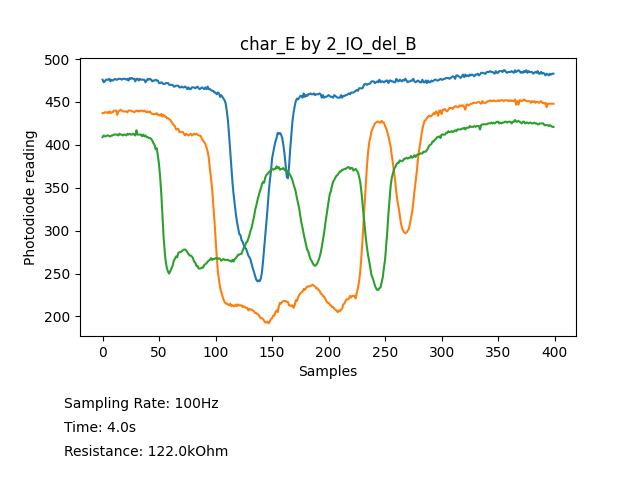 char_E by 2_IO_del_B
500
450
400
350
300
250
200
Photodiode reading
0 50 100 150 200 250 300 350 400
Samples
Sampling Rate: 100Hz
Time: 4.0s
Resistance: 122.0kOhm